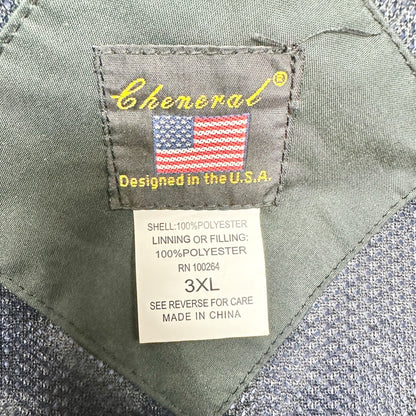 Cheneral®
Designed in the U.S.A.
SHELL:100%POLYESTER
LINNING OR FILLING:
100%POLYESTER
RN 100264
3XL
SEE REVERSE FOR CARE
MADE IN CHINA